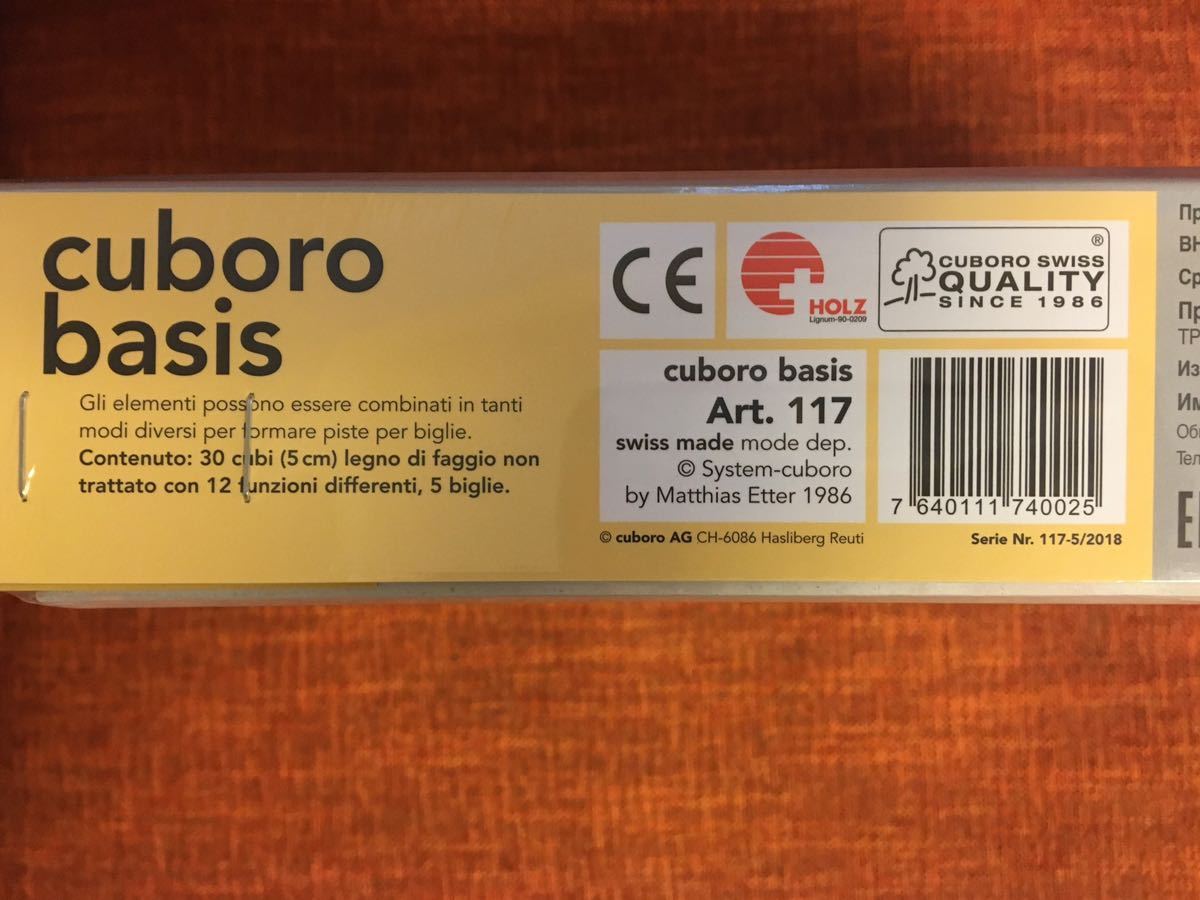 cuboro
basis
Gli elementi possono essere combinati in tanti
modi diversi per formare piste per biglie.
Contenuto: 30 cubi (5 cm) legno di faggio non
trattato con 12 funzioni differenti, 5 biglie.
CE
HOLZ
Lignum-90-0209
®
CUBORO SWISS
QUALITY
SINCE 1986
cuboro basis
Art. 117
swiss made mode dep.
© System-cuboro
by Matthias Etter 1986
7 640111 740025
© cuboro AG CH-6086 Hasliberg Reuti
Serie Nr. 117-5/2018